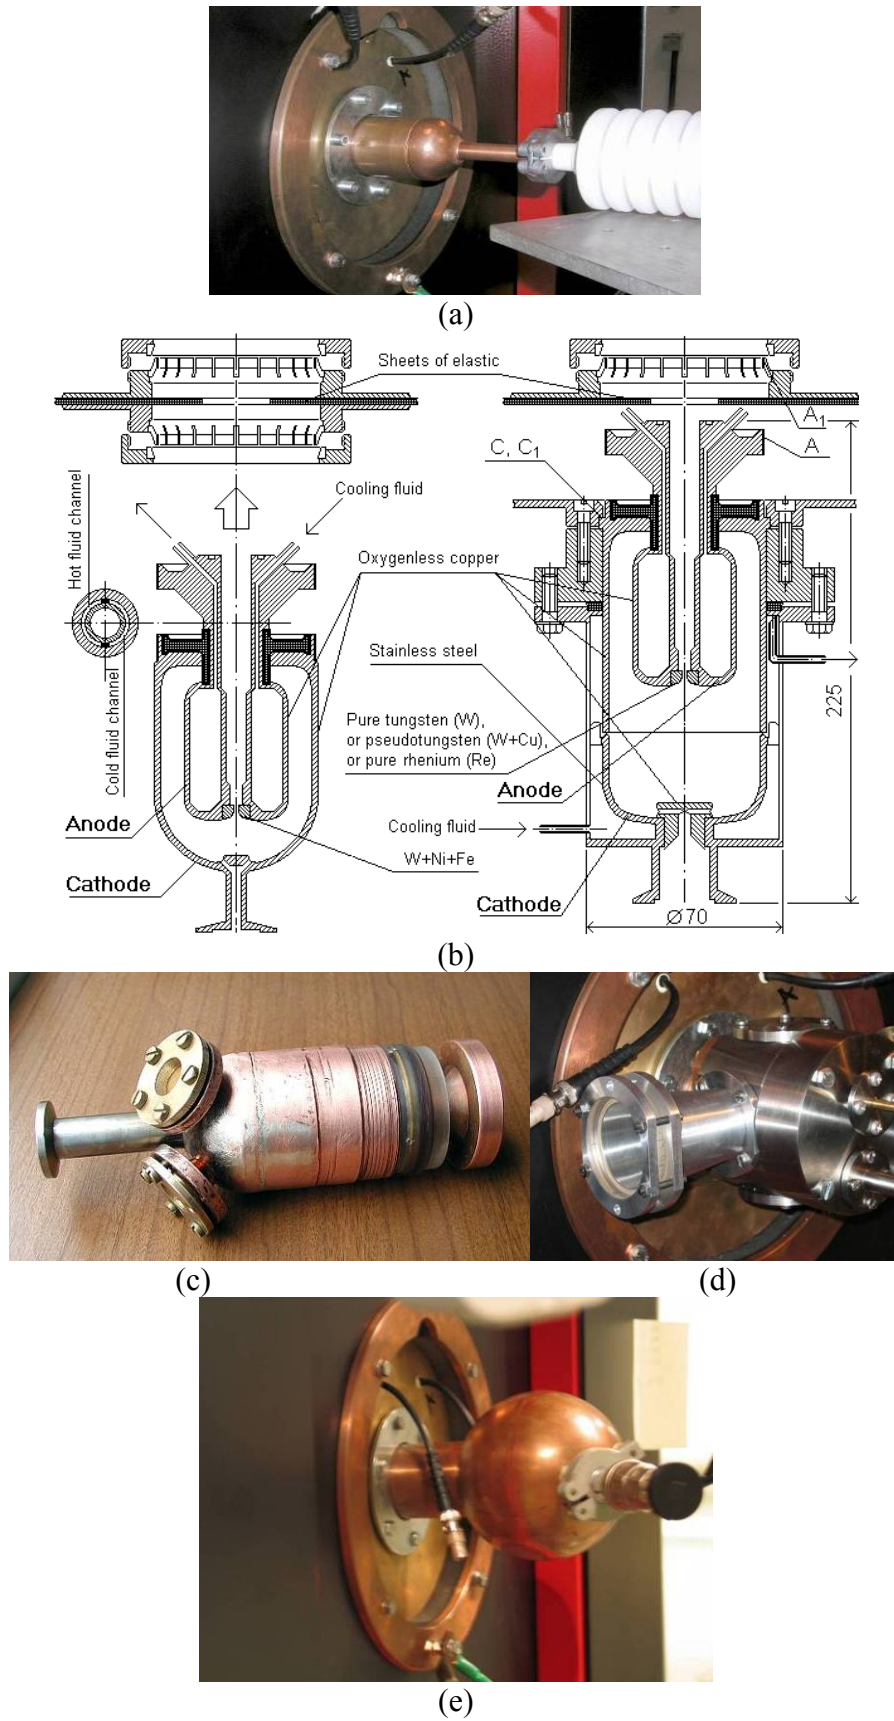 (a)
Sheets of elastic
A1
C, C1
A
Cooling fluid
Hot fluid channel
Oxygenless copper
Stainless steel
Cold fluid channel
Pure tungsten (W),
or pseudotungsten (W+Cu),
or pure rhenium (Re)
225
Anode
Anode
Cooling fluid
W+Ni+Fe
Cathode
Cathode
Ø70
(b)
(c)
(d)
(e)